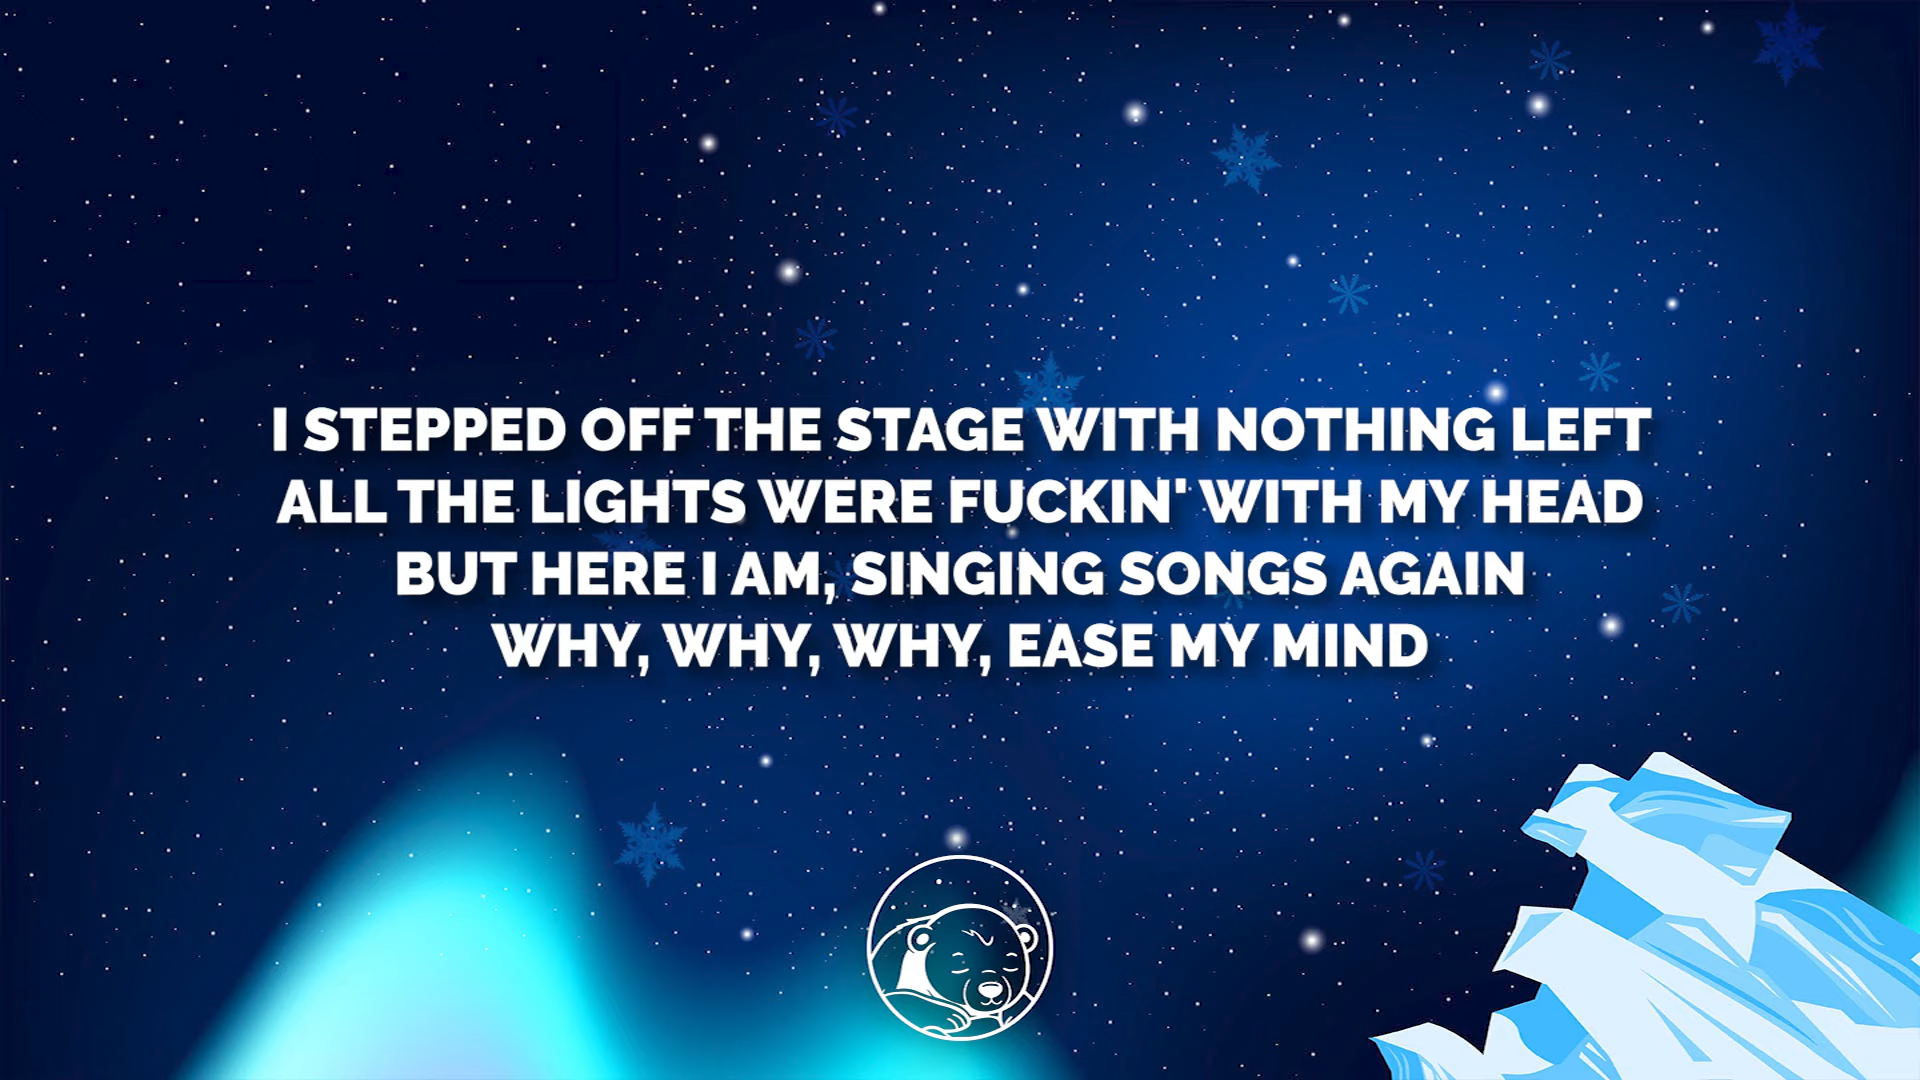 I STEPPED OFF THE STAGE WITH NOTHING LEFT
ALL THE LIGHTS WERE FUCKIN' WITH MY HEAD
BUT HERE I AM, SINGING SONGS AGAIN
WHY, WHY, WHY, EASE MY MIND